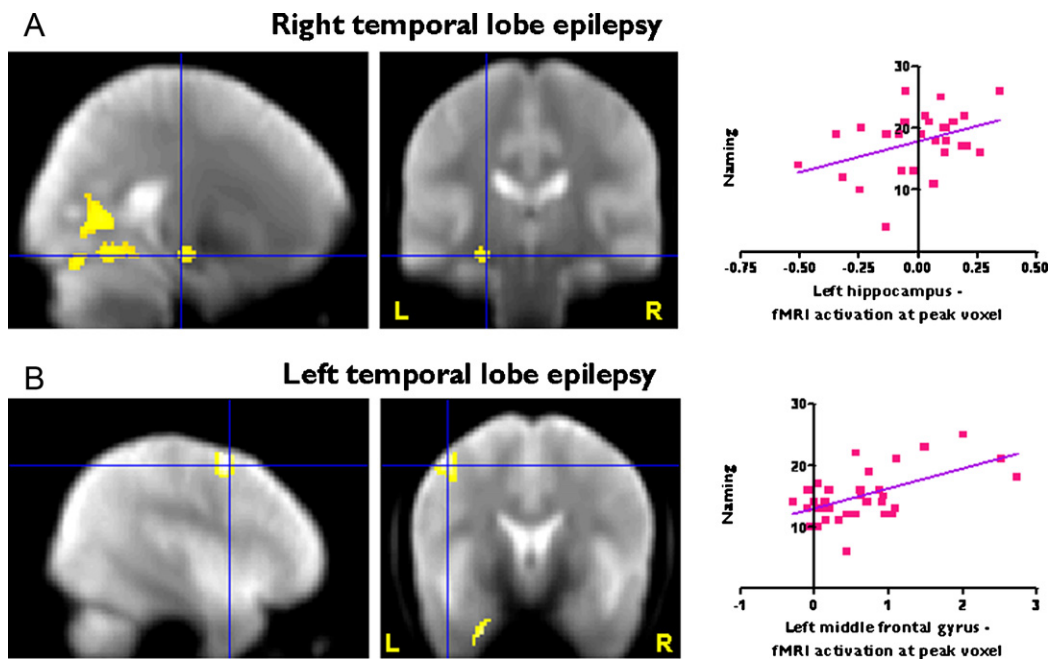 A
Right temporal lobe epilepsy
L
R
Naming
30
20
10
-0.75
-0.50
-0.25
0.00
0.25
0.50
Left hippocampus -
fMRI activation at peak voxel
B
Left temporal lobe epilepsy
L
R
Naming
30
20
10
-1
0
1
2
3
Left middle frontal gyrus -
fMRI activation at peak voxel